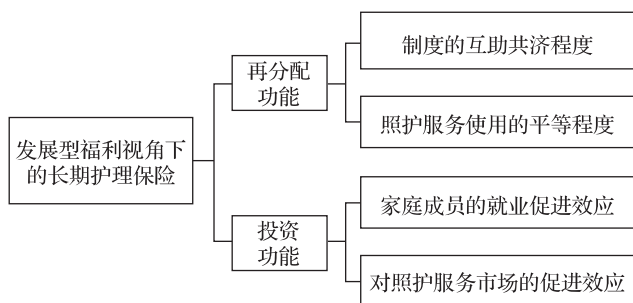 发展型福利视角下
的长期护理保险
再分配
功能
制度的互助共济程度
照护服务使用的平等程度
投资
功能
家庭成员的就业促进效应
对照护服务市场的促进效应